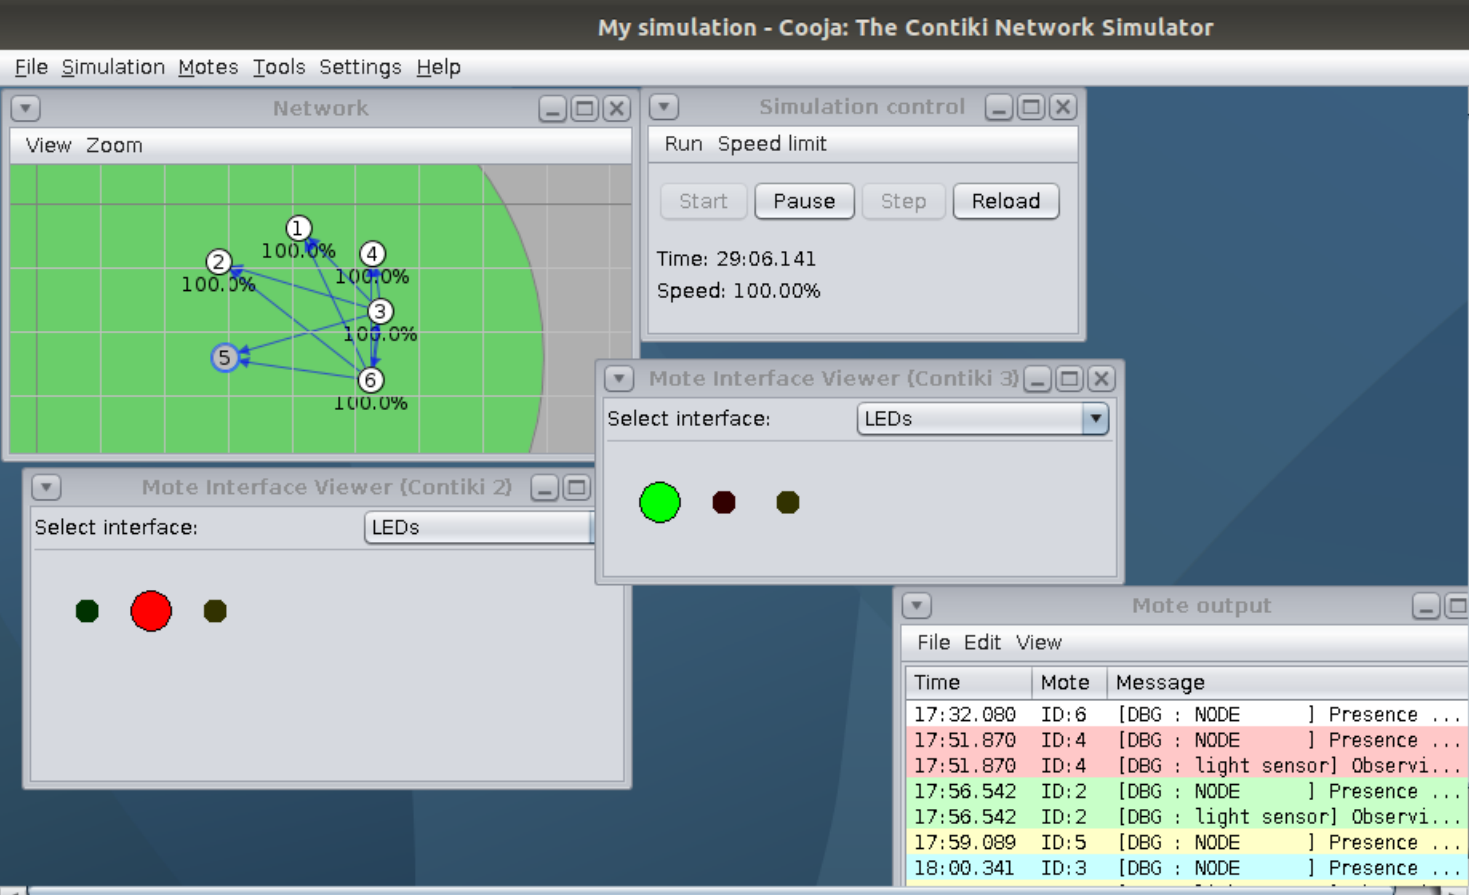 My simulation - Cooja: The Contiki Network Simulator
File Simulation Motes Tools Settings Help
Network
View Zoom
1
100.0%
2
100.0%
4
100.0%
3
100.0%
5
6
100.0%
Simulation control
Run Speed limit
Start Pause Step Reload
Time: 29:06.141
Speed: 100.00%
Mote Interface Viewer (Contiki 3)
Select interface: LEDs
Mote Interface Viewer (Contiki 2)
Select interface: LEDs
Mote output
File Edit View
Time Mote Message
17:32.080 ID:6 [DBG : NODE ] Presence ...
17:51.870 ID:4 [DBG : NODE ] Presence ...
17:51.870 ID:4 [DBG : light sensor] Observi...
17:56.542 ID:2 [DBG : NODE ] Presence ...
17:56.542 ID:2 [DBG : light sensor] Observi...
17:59.089 ID:5 [DBG : NODE ] Presence ...
18:00.341 ID:3 [DBG : NODE ] Presence ...